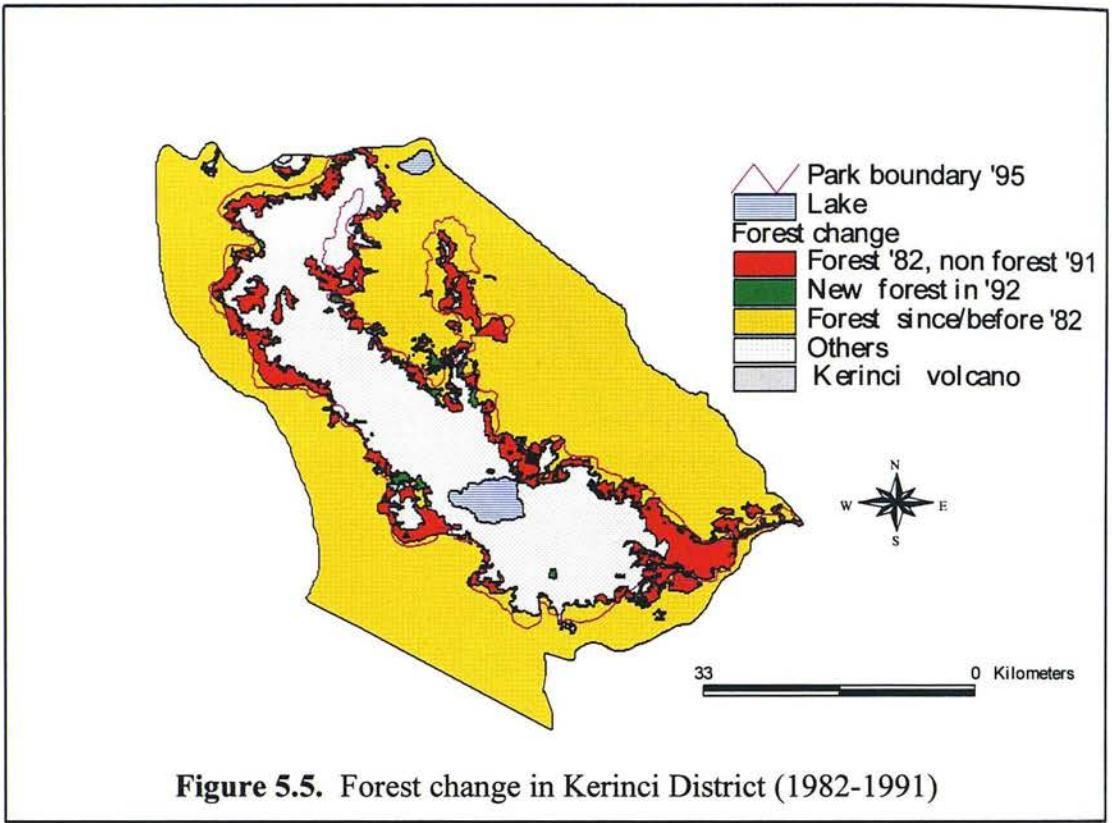 Park boundary '95
Lake
Forest change
Forest '82, non forest '91
New forest in '92
Forest since/before '82
Others
Kerinci volcano
N
W E
S
33 0 Kilometers
Figure 5.5. Forest change in Kerinci District (1982-1991)